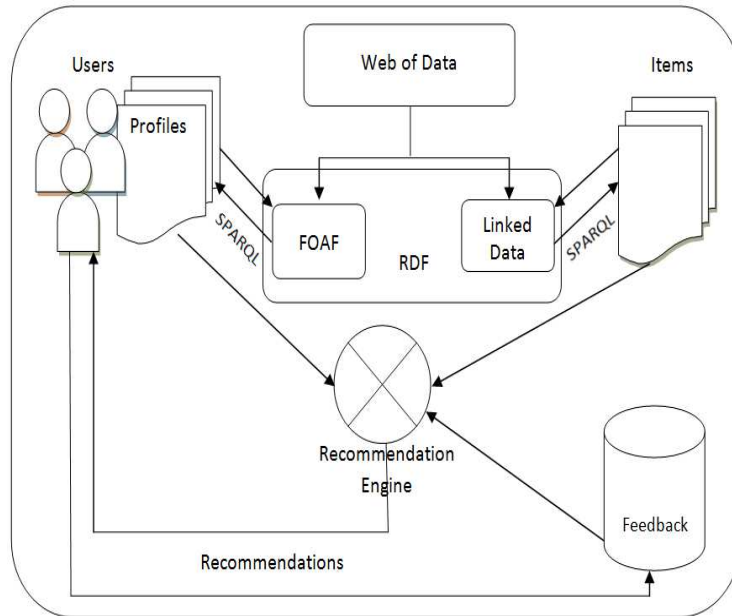 Users
Web of Data
Items
Profiles
SPARQL
FOAF
RDF
Linked
Data
SPARQL
Recommendation
Engine
Feedback
Recommendations